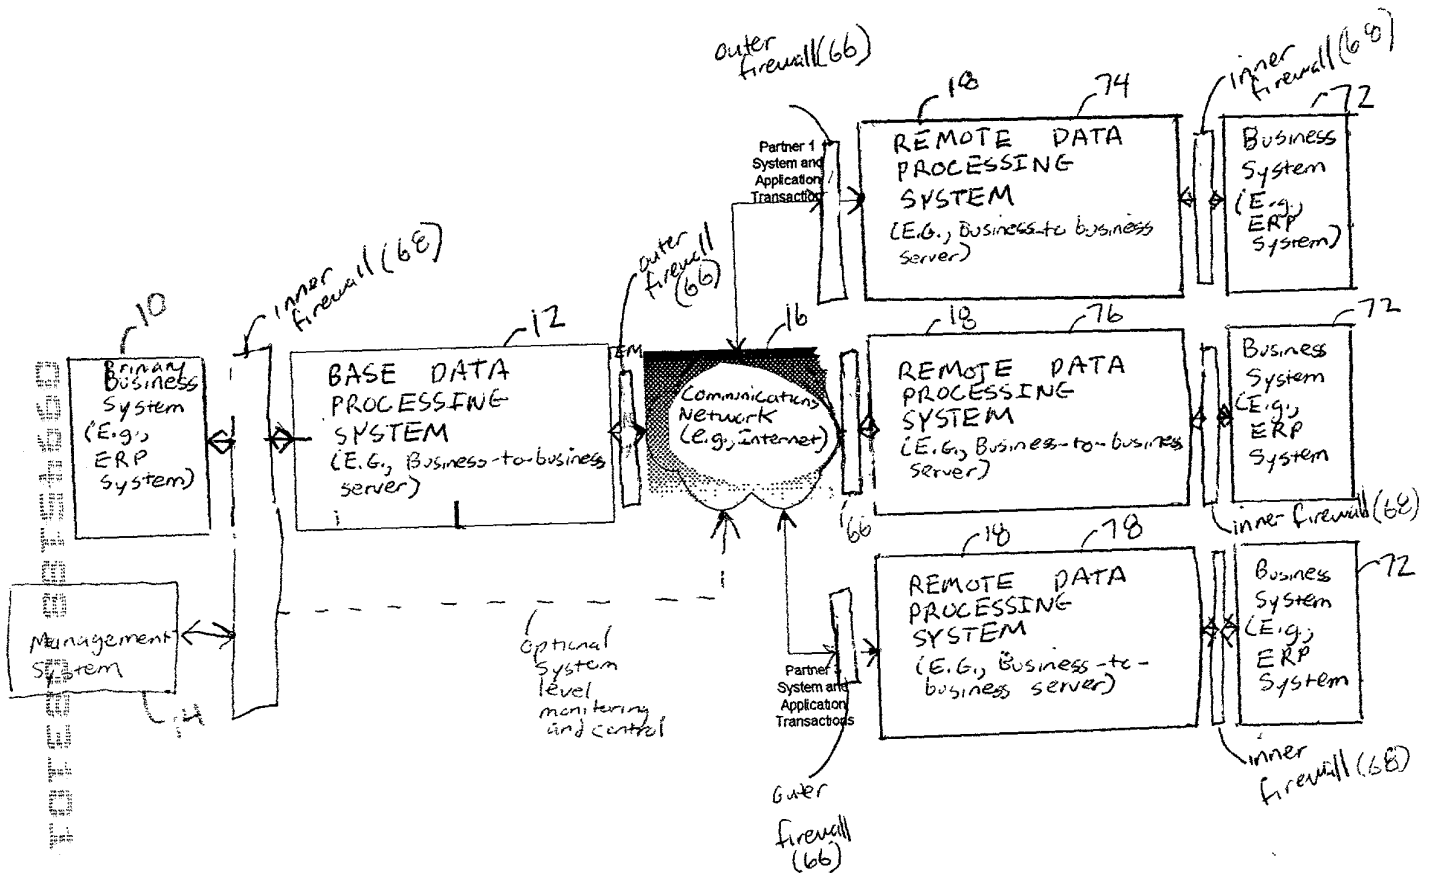 outer
firewall(66)
18
74
inner
firewall(68)
72
Partner 1
System and
Application
Transaction
REMOTE DATA
PROCESSING
SYSTEM
(E.G., Business-to business
server)
Business
System
(E.g.,
ERP
System)
inner
firewall(68)
outer
firewall
(66)
10
12
16
18
76
72
EM
Primary
Business
System
(E.g.,
ERP
System)
BASE DATA
PROCESSING
SYSTEM
(E.G., Business-to-business
server)
Communications
Network
(e.g., Internet)
REMOTE DATA
PROCESSING
SYSTEM
(E.G., Business-to-business
server)
Business
System
(E.g.,
ERP
System
66
inner firewall(68)
18
78
72
Management
System
14
optional
System
level
monitoring
and control
Partner
System and
Application
Transactions
REMOTE DATA
PROCESSING
SYSTEM
(E.G., Business-to-
business server)
Business
System
(E.g.,
ERP
System
outer
firewall
(66)
inner
firewall(68)